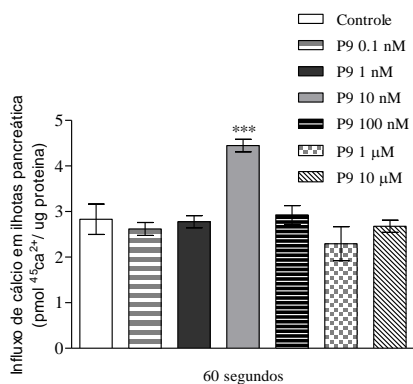 Controle
P9 0.1 nM
P9 1 nM
P9 10 nM
P9 100 nM
P9 1 µM
P9 10 µM
Influxo de cálcio em ilhotas pancreática
(pmol ⁴⁵ca²⁺/ ug proteina)
5
4
3
2
1
0
***
60 segundos